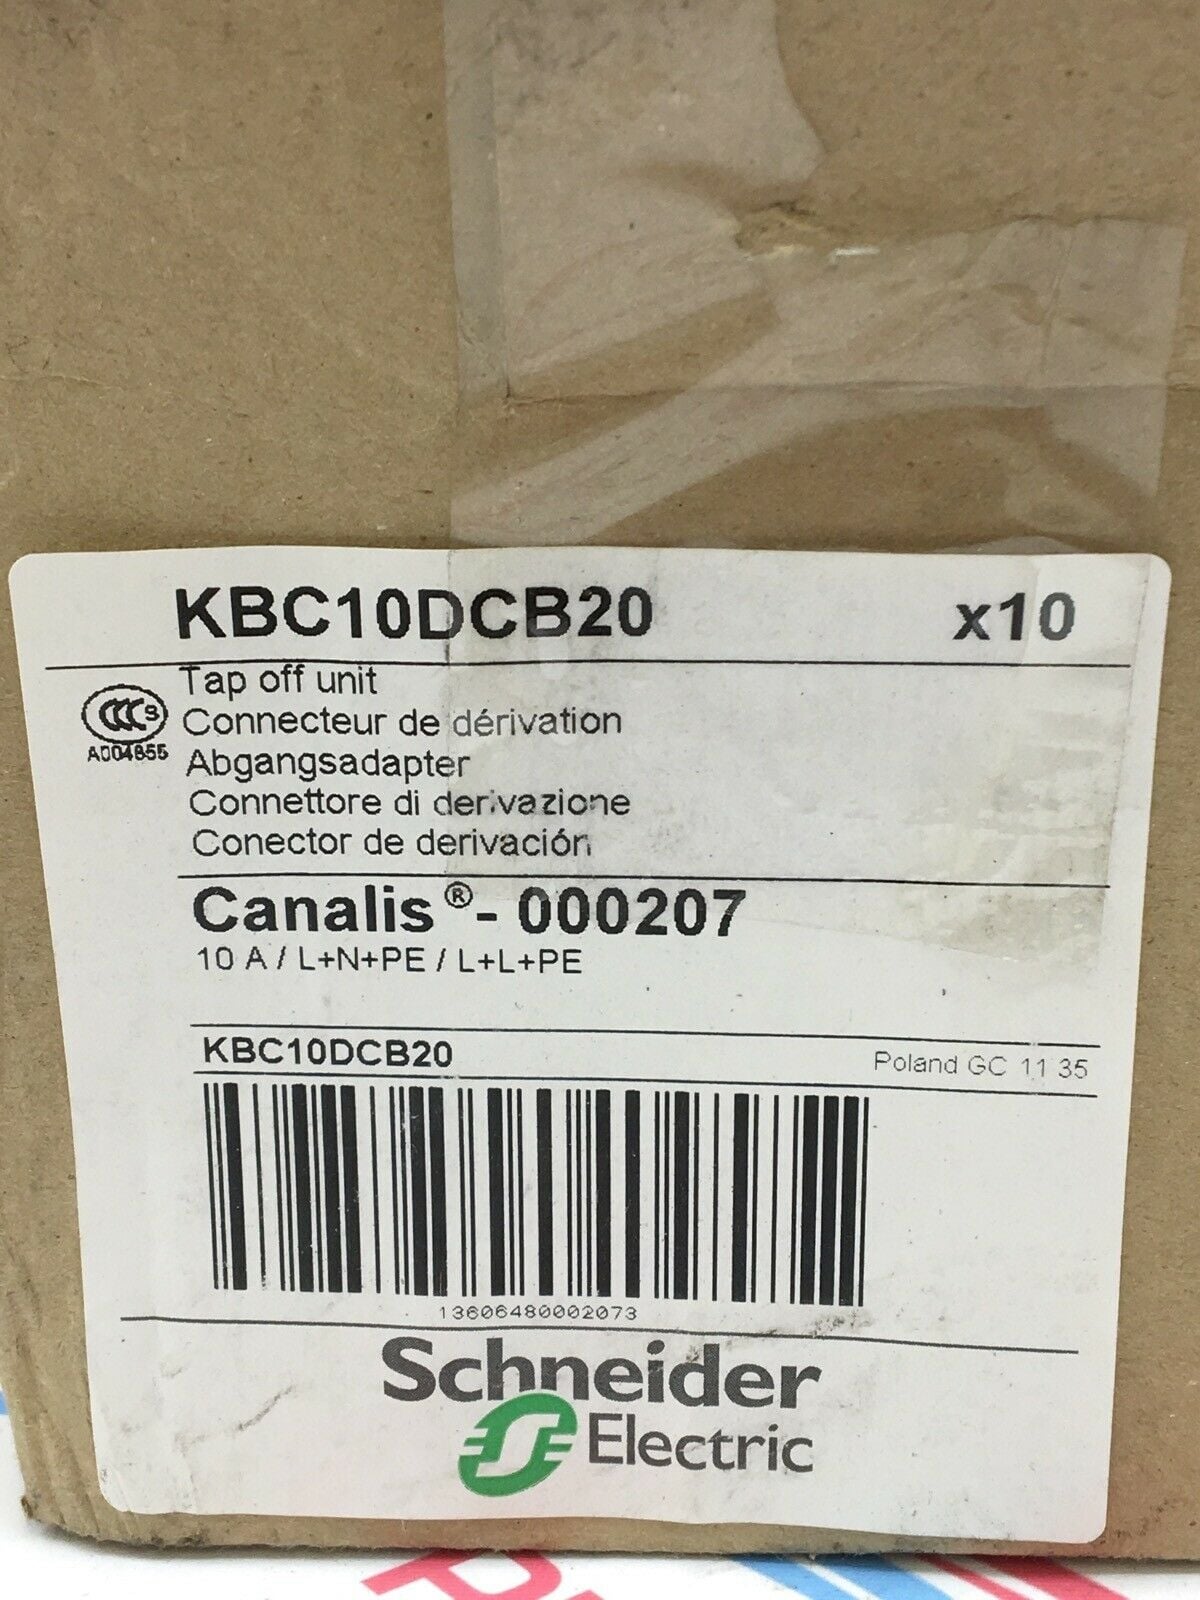 KBC10DCB20 x10
Tap off unit
CCC S
A004855
Connecteur de dérivation
Abgangsadapter
Connettore di derivazione
Conector de derivación
Canalis®- 000207
10 A / L+N+PE / L+L+PE
KBC10DCB20 Poland GC 11 35
13606480002073
Schneider
Electric